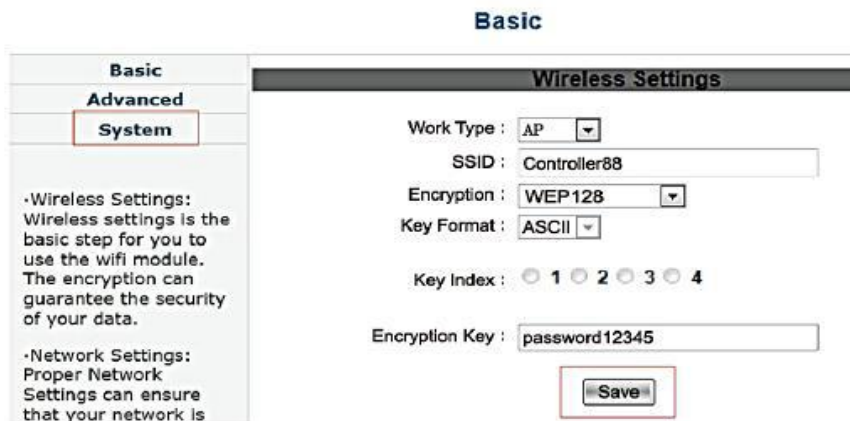 Basic
Basic
Advanced
System
·Wireless Settings:
Wireless settings is the
basic step for you to
use the wifi module.
The encryption can
guarantee the security
of your data.
·Network Settings:
Proper Network
Settings can ensure
that your network is
Wireless Settings
Work Type : AP
SSID : Controller88
Encryption : WEP128
Key Format : ASCII
Key Index : 1 2 3 4
Encryption Key : password12345
Save